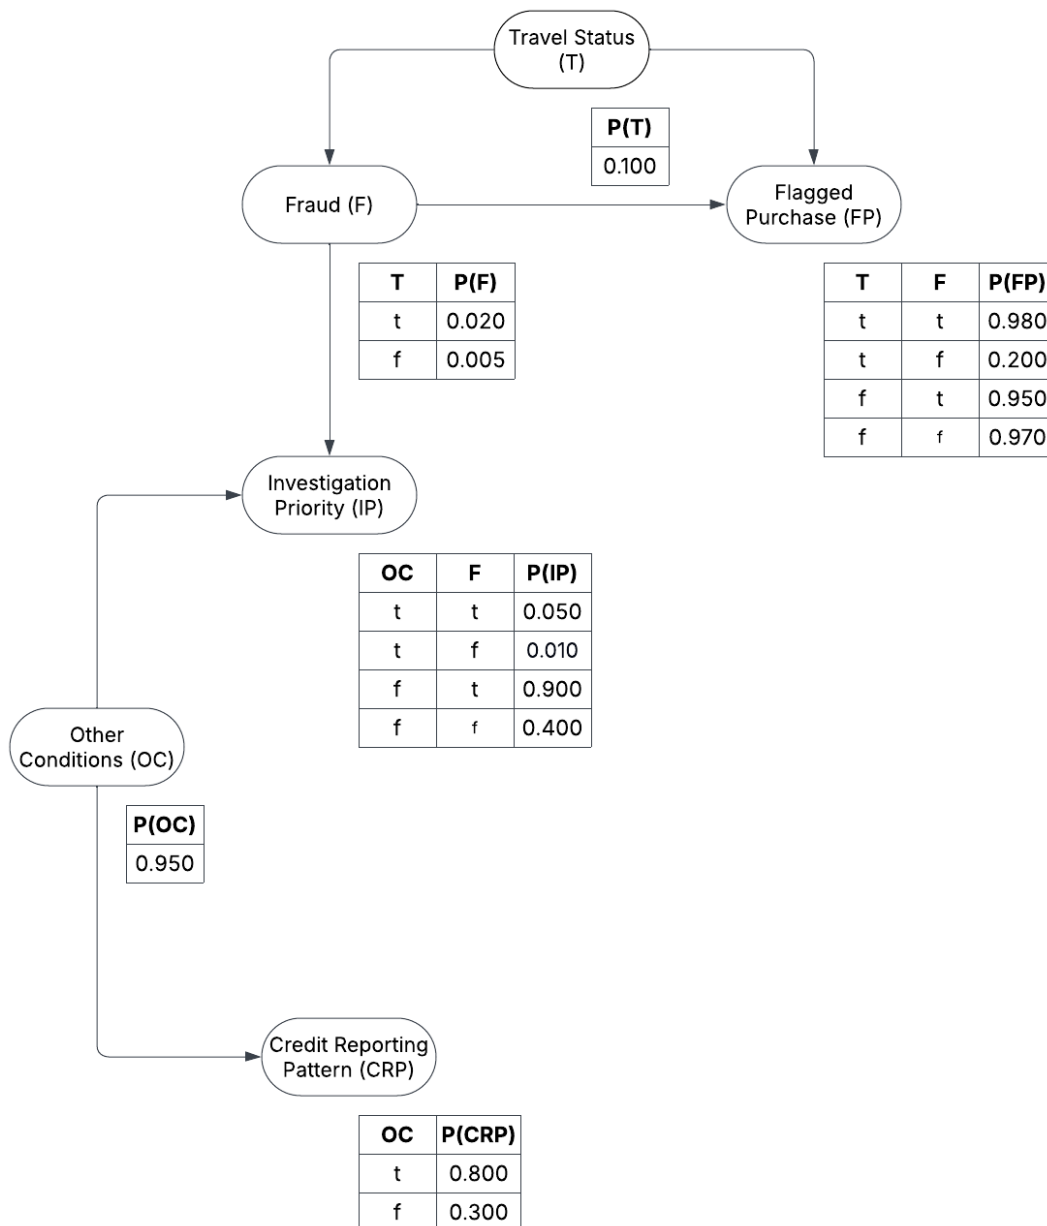 Travel Status
(T)
P(T)
0.100
Fraud (F)
Flagged
Purchase (FP)
T P(F)
t 0.020
f 0.005
T F P(FP)
t t 0.980
t f 0.200
f t 0.950
f f 0.970
Investigation
Priority (IP)
OC F P(IP)
t t 0.050
t f 0.010
f t 0.900
f f 0.400
Other
Conditions (OC)
P(OC)
0.950
Credit Reporting
Pattern (CRP)
OC P(CRP)
t 0.800
f 0.300